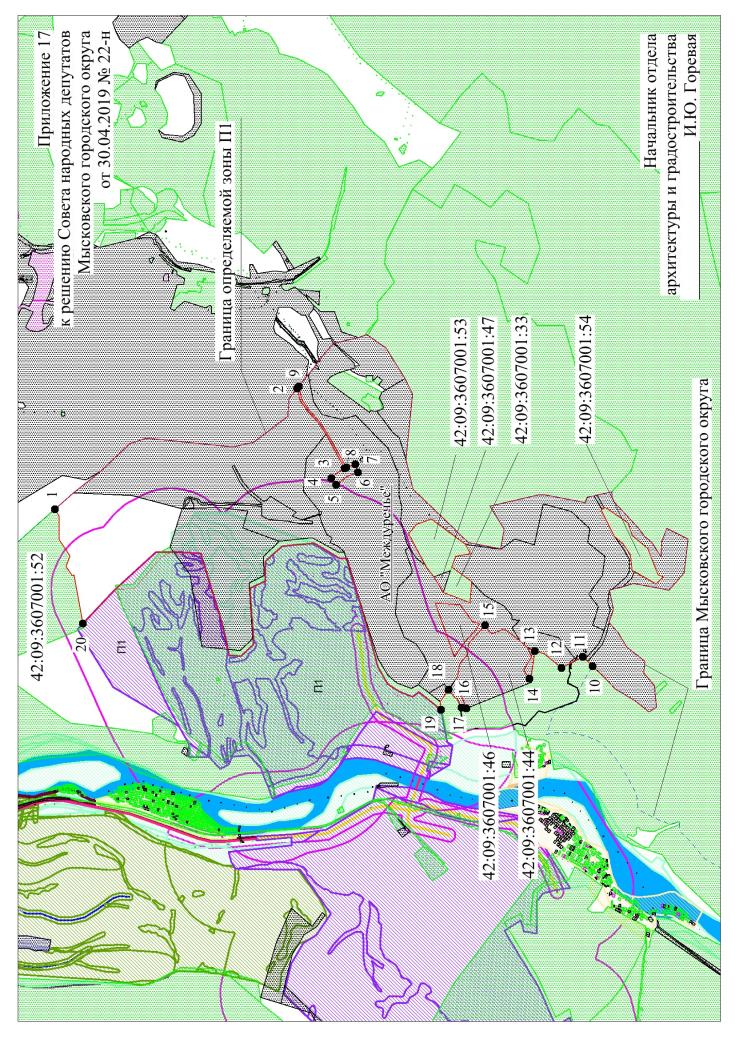 Приложение 17
к решению Совета народных депутатов
Мысковского городского округа
от 30.04.2019 № 22-н
Граница определяемой зоны П1
42:09:3607001:52
1
20
2
9
3
8
4
5
6
7
П1
П1
АО "Междуречье"
42:09:3607001:53
42:09:3607001:47
42:09:3607001:33
42:09:3607001:54
15
18
16
19
17
13
14
12
11
10
42:09:3607001:46
42:09:3607001:44
Граница Мысковского городского округа
Начальник отдела
архитектуры и градостроительства
И.Ю. Горевая